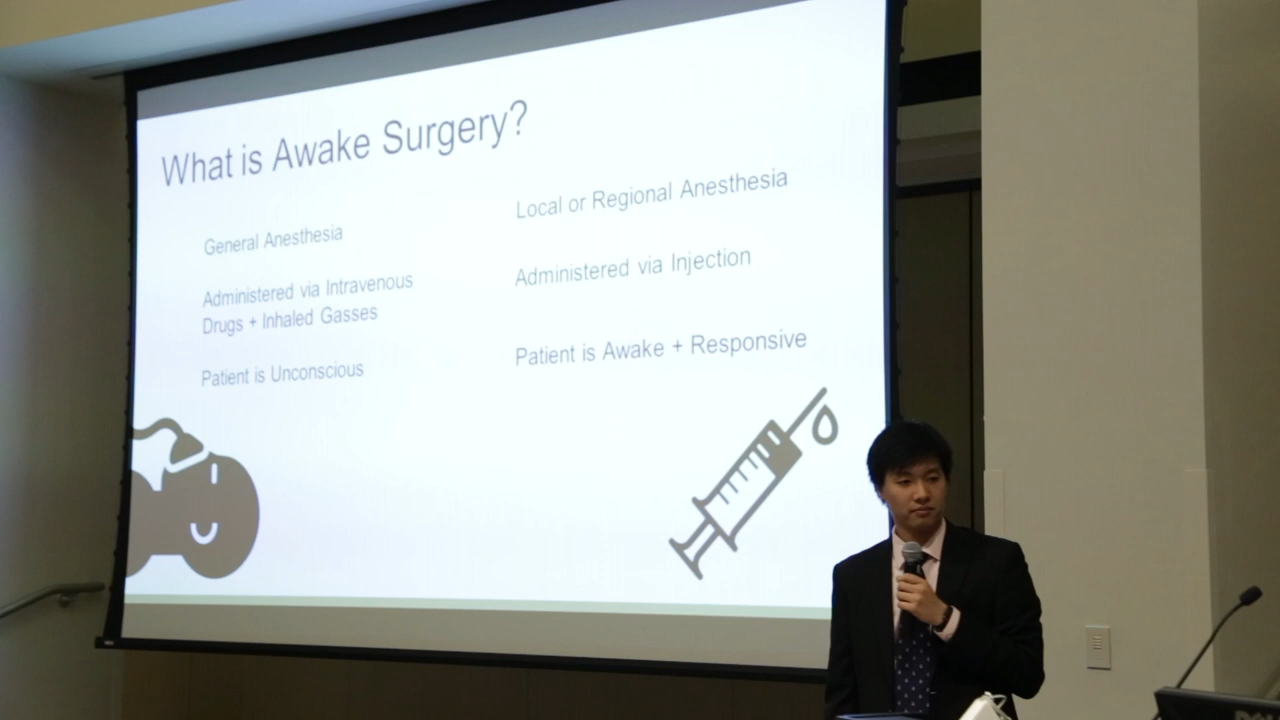 What is Awake Surgery?
General Anesthesia
Administered via Intravenous
Drugs + Inhaled Gasses
Patient is Unconscious
Local or Regional Anesthesia
Administered via Injection
Patient is Awake + Responsive